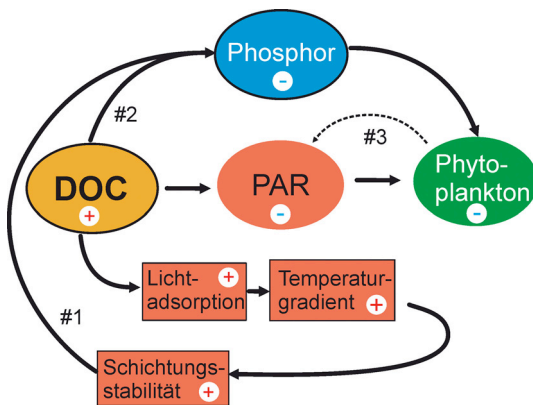 Phosphor
-
#2
#3
DOC
+
PAR
-
Phyto-
plankton
-
Licht-
adsorption
+
Temperatur-
gradient
+
#1
Schichtungs-
stabilität
+